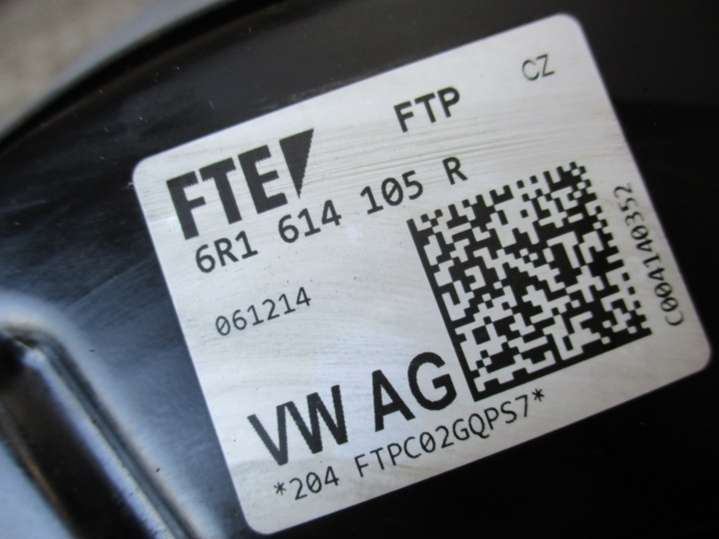 FTP CZ
FTE
6R1 614 105 R
061214
C004140352
VW AG
*204 FTPC02GQPS7*